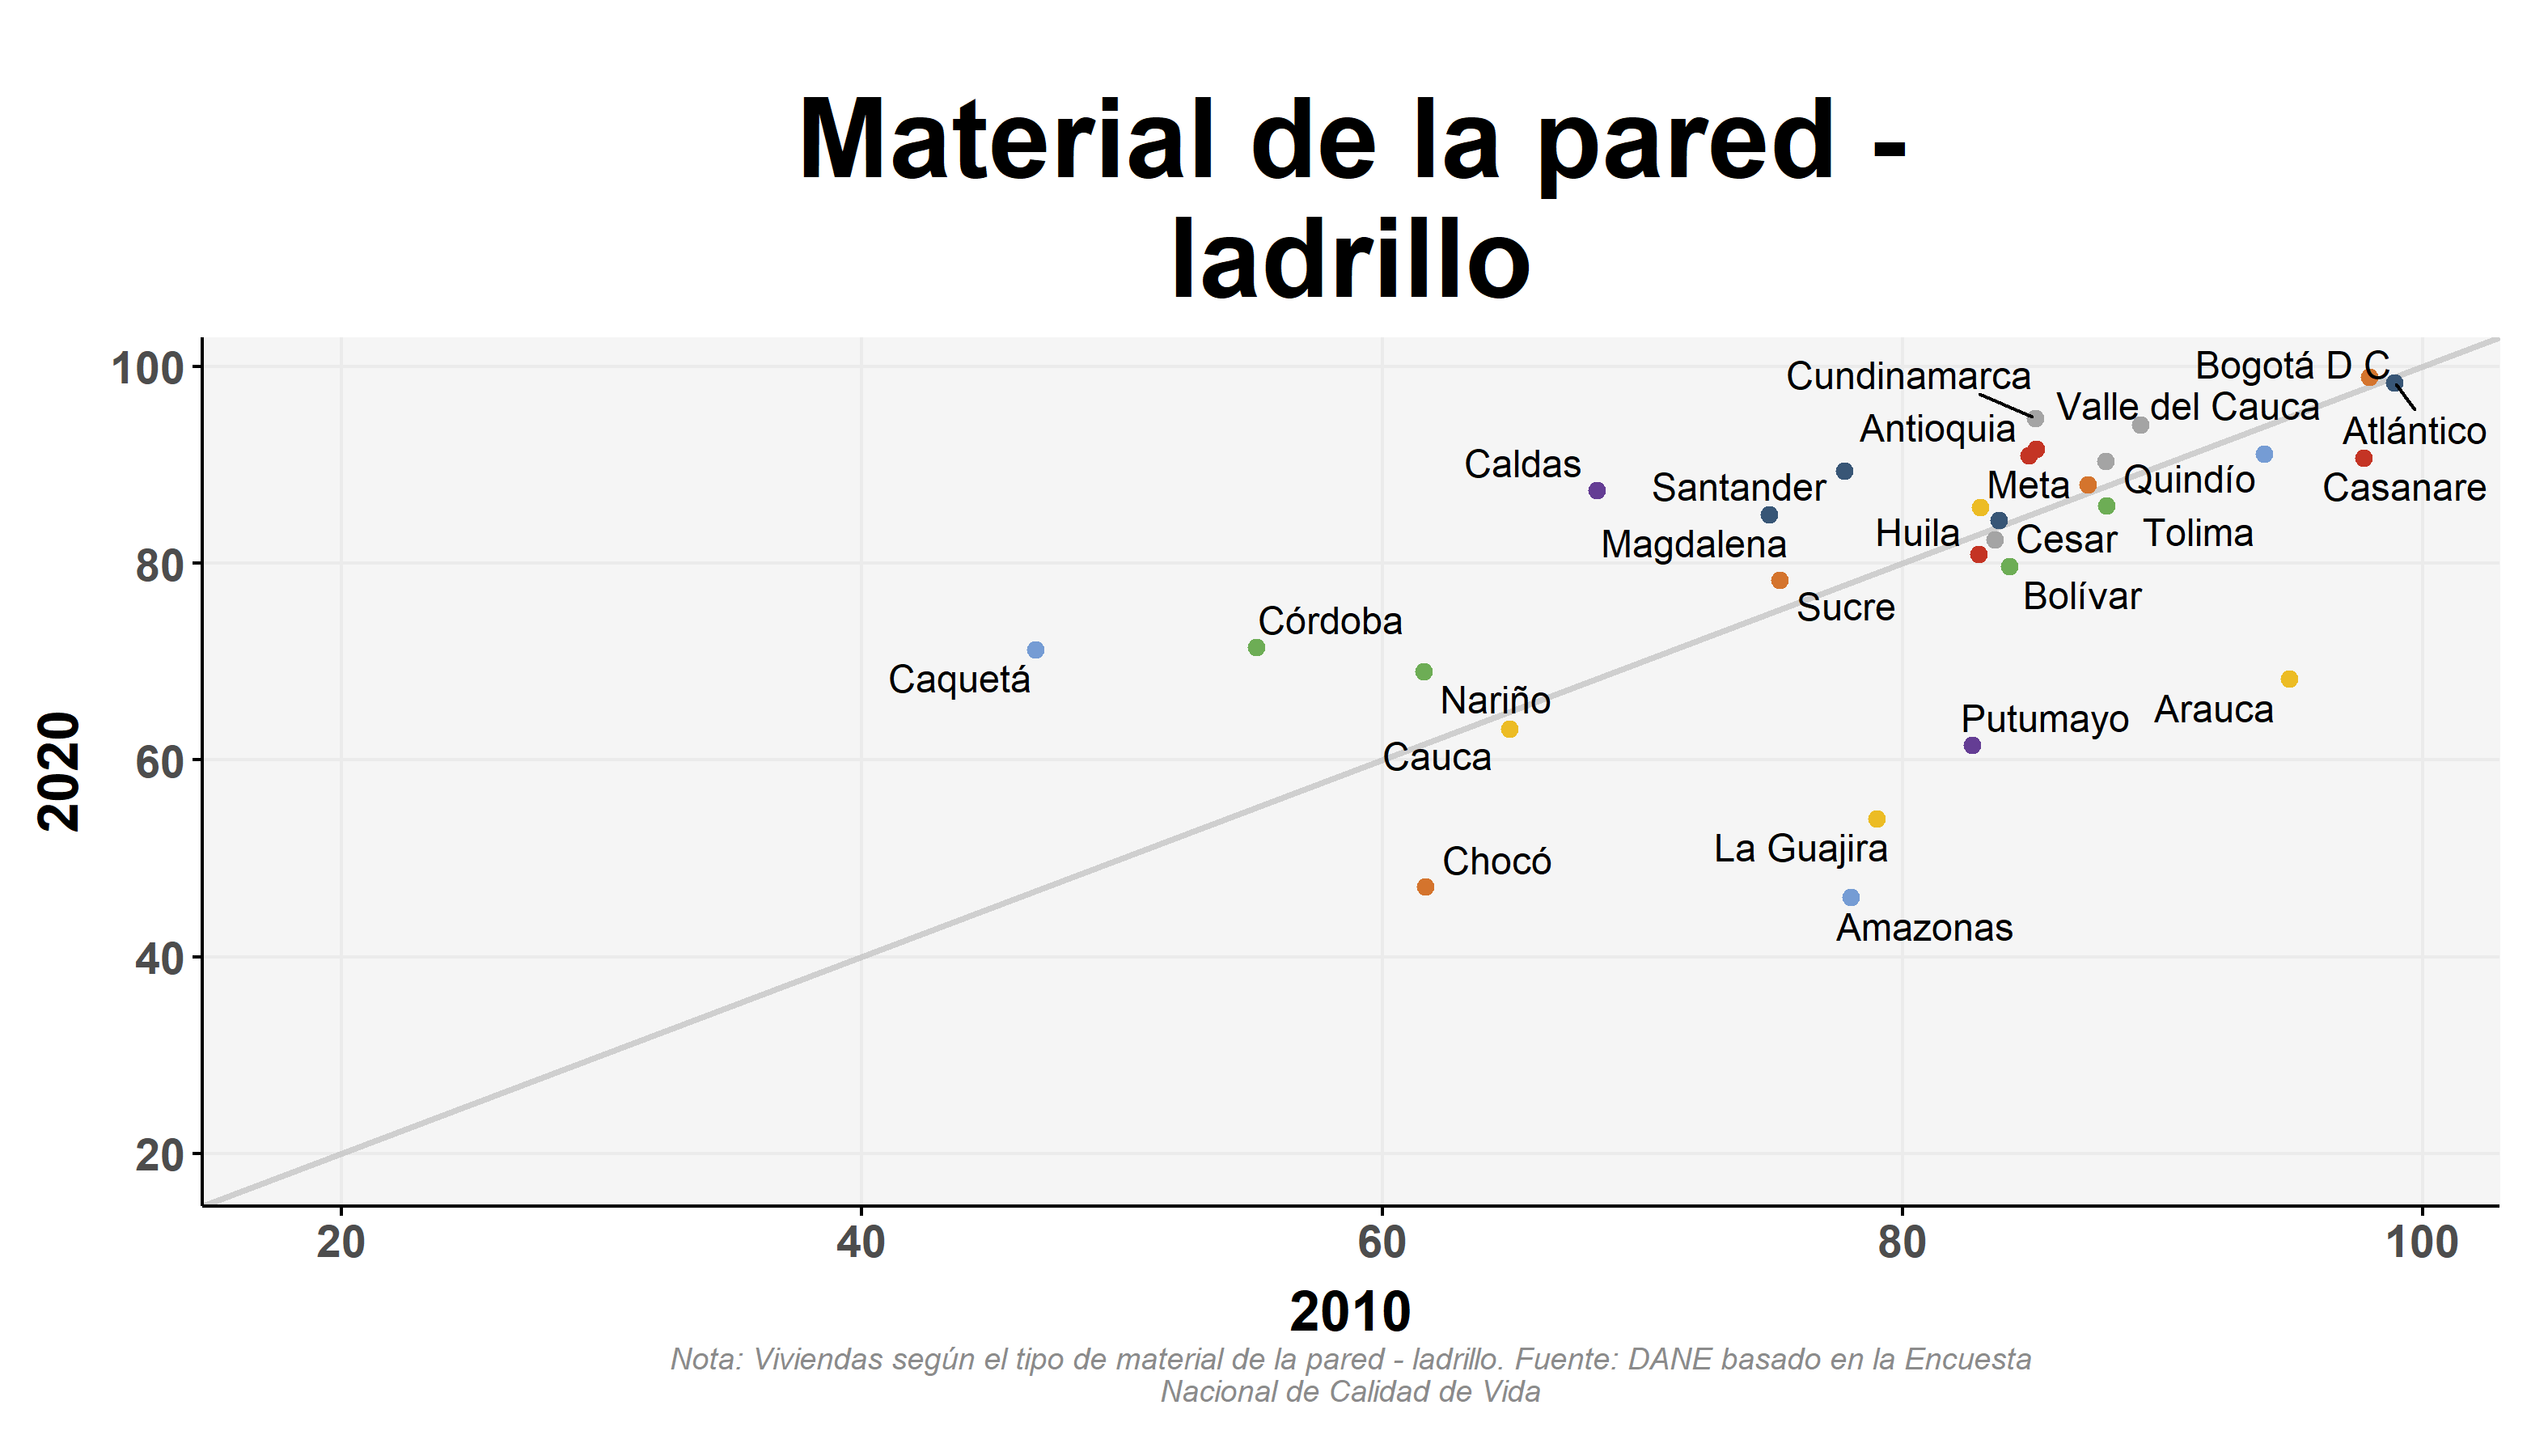 Material de la pared -
ladrillo
100
80
60
40
20
2020
Bogotá D C
Cundinamarca
Valle del Cauca
Antioquia
Atlántico
Caldas
Santander
Meta
Quindío
Casanare
Magdalena
Huila
Cesar
Tolima
Bolívar
Sucre
Córdoba
Caquetá
Nariño
Cauca
Putumayo
Arauca
La Guajira
Chocó
Amazonas
20
40
60
80
100
2010
Nota: Viviendas según el tipo de material de la pared - ladrillo. Fuente: DANE basado en la Encuesta
Nacional de Calidad de Vida